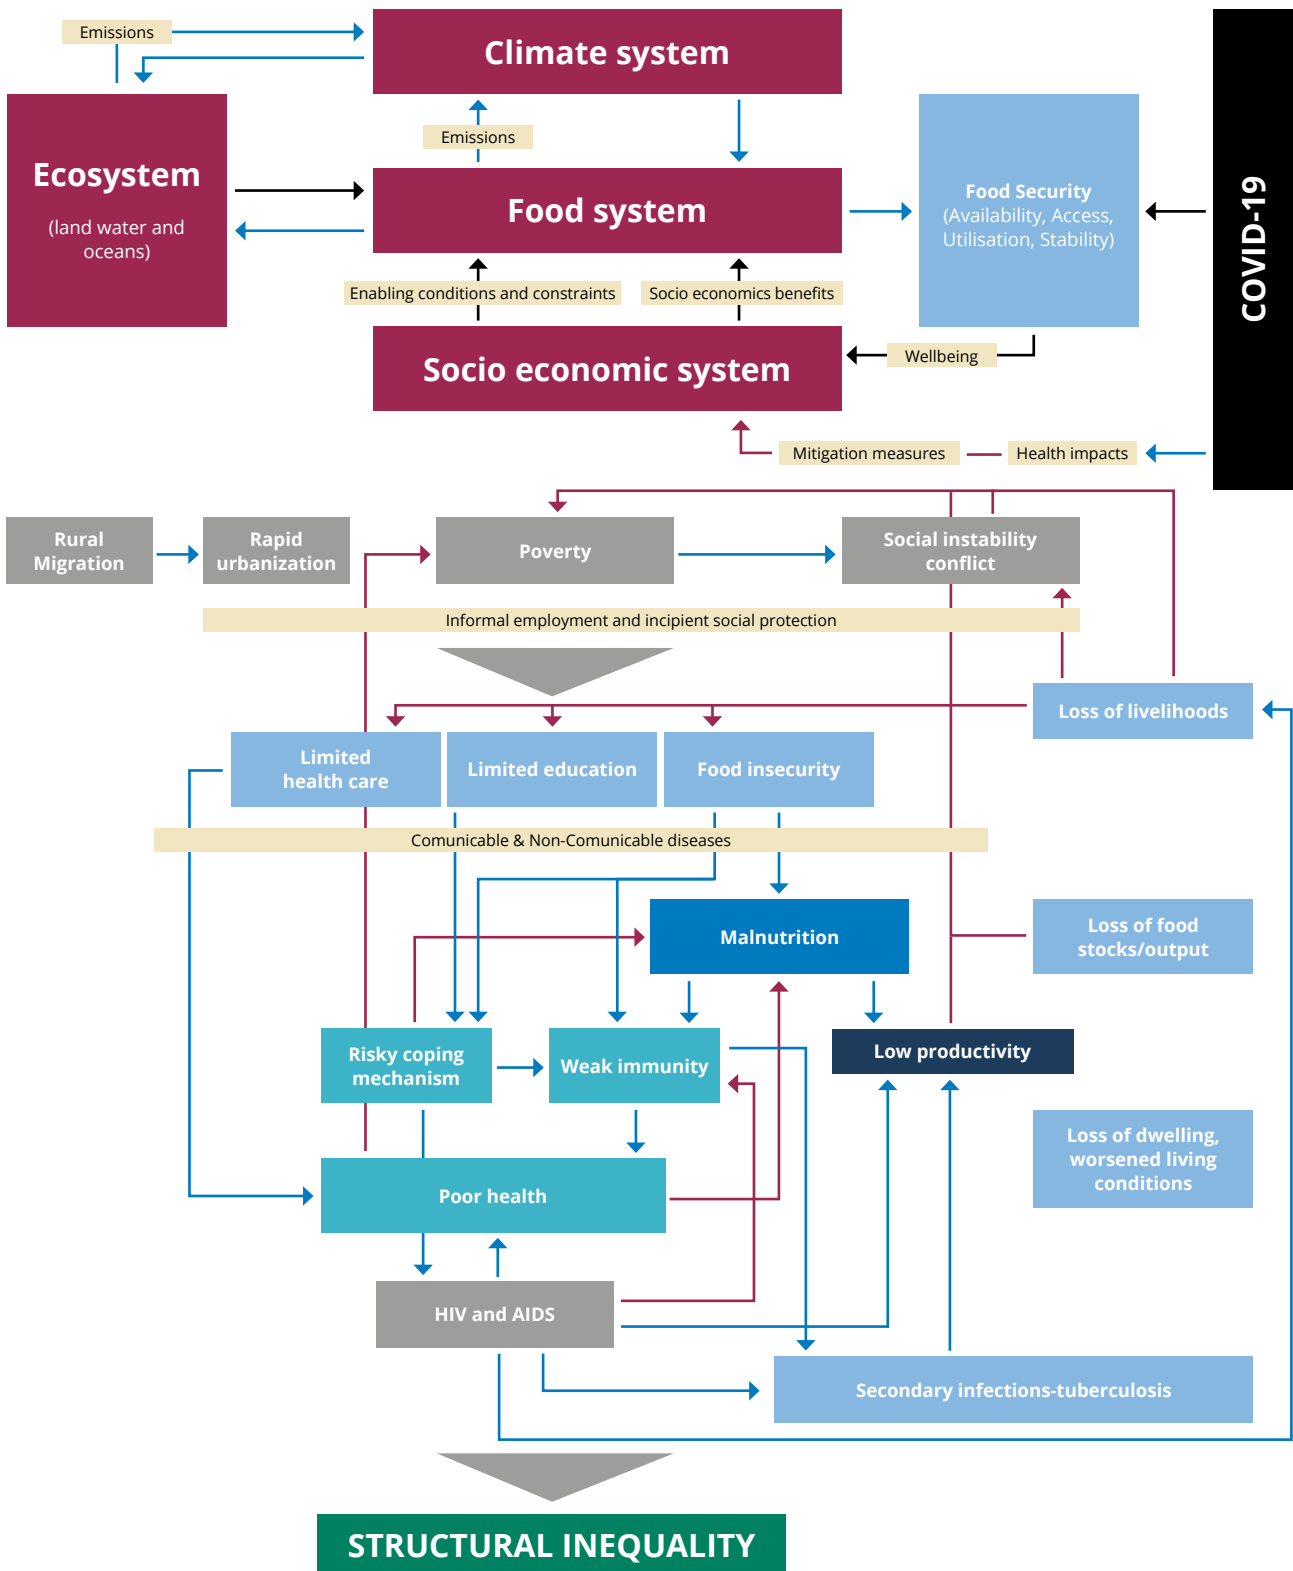 Emissions
Climate system
Emissions
Ecosystem
(land water and
oceans)
Food system
Food Security
(Availability, Access,
Utilisation, Stability)
COVID-19
Enabling conditions and constraints
Socio economics benefits
Socio economic system
Wellbeing
Mitigation measures
Health impacts
Rural
Migration
Rapid
urbanization
Poverty
Social instability
conflict
Informal employment and incipient social protection
Loss of livelihoods
Limited
health care
Limited education
Food insecurity
Comunicable & Non-Comunicable diseases
Malnutrition
Loss of food
stocks/output
Risky coping
mechanism
Weak immunity
Low productivity
Loss of dwelling,
worsened living
conditions
Poor health
HIV and AIDS
Secondary infections-tuberculosis
STRUCTURAL INEQUALITY